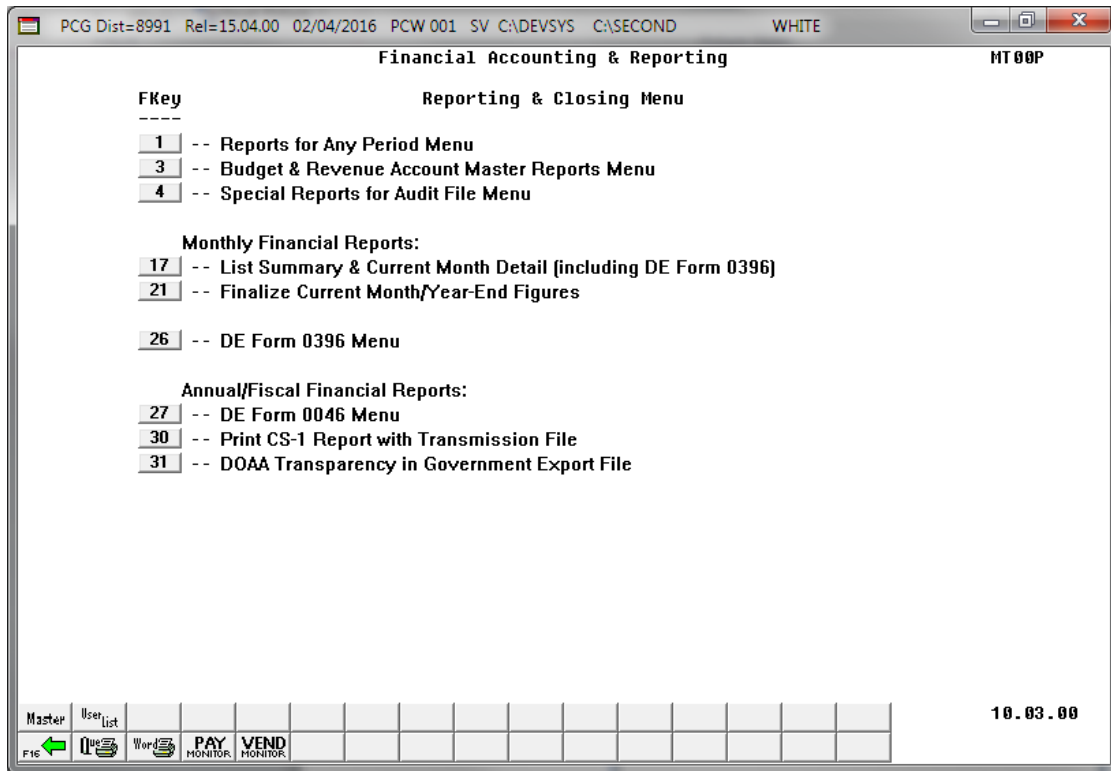 PCG Dist=8991 Rel=15.04.00 02/04/2016 PCW 001 SV C:\DEVSYS C:\SECOND WHITE
Financial Accounting & Reporting MT00P
FKey Reporting & Closing Menu
----
1 -- Reports for Any Period Menu
3 -- Budget & Revenue Account Master Reports Menu
4 -- Special Reports for Audit File Menu
Monthly Financial Reports:
17 -- List Summary & Current Month Detail (including DE Form 0396)
21 -- Finalize Current Month/Year-End Figures
26 -- DE Form 0396 Menu
Annual/Fiscal Financial Reports:
27 -- DE Form 0046 Menu
30 -- Print CS-1 Report with Transmission File
31 -- DOAA Transparency in Government Export File
Master User List 10.03.00
F16 Que Word PAY MONITOR VEND MONITOR